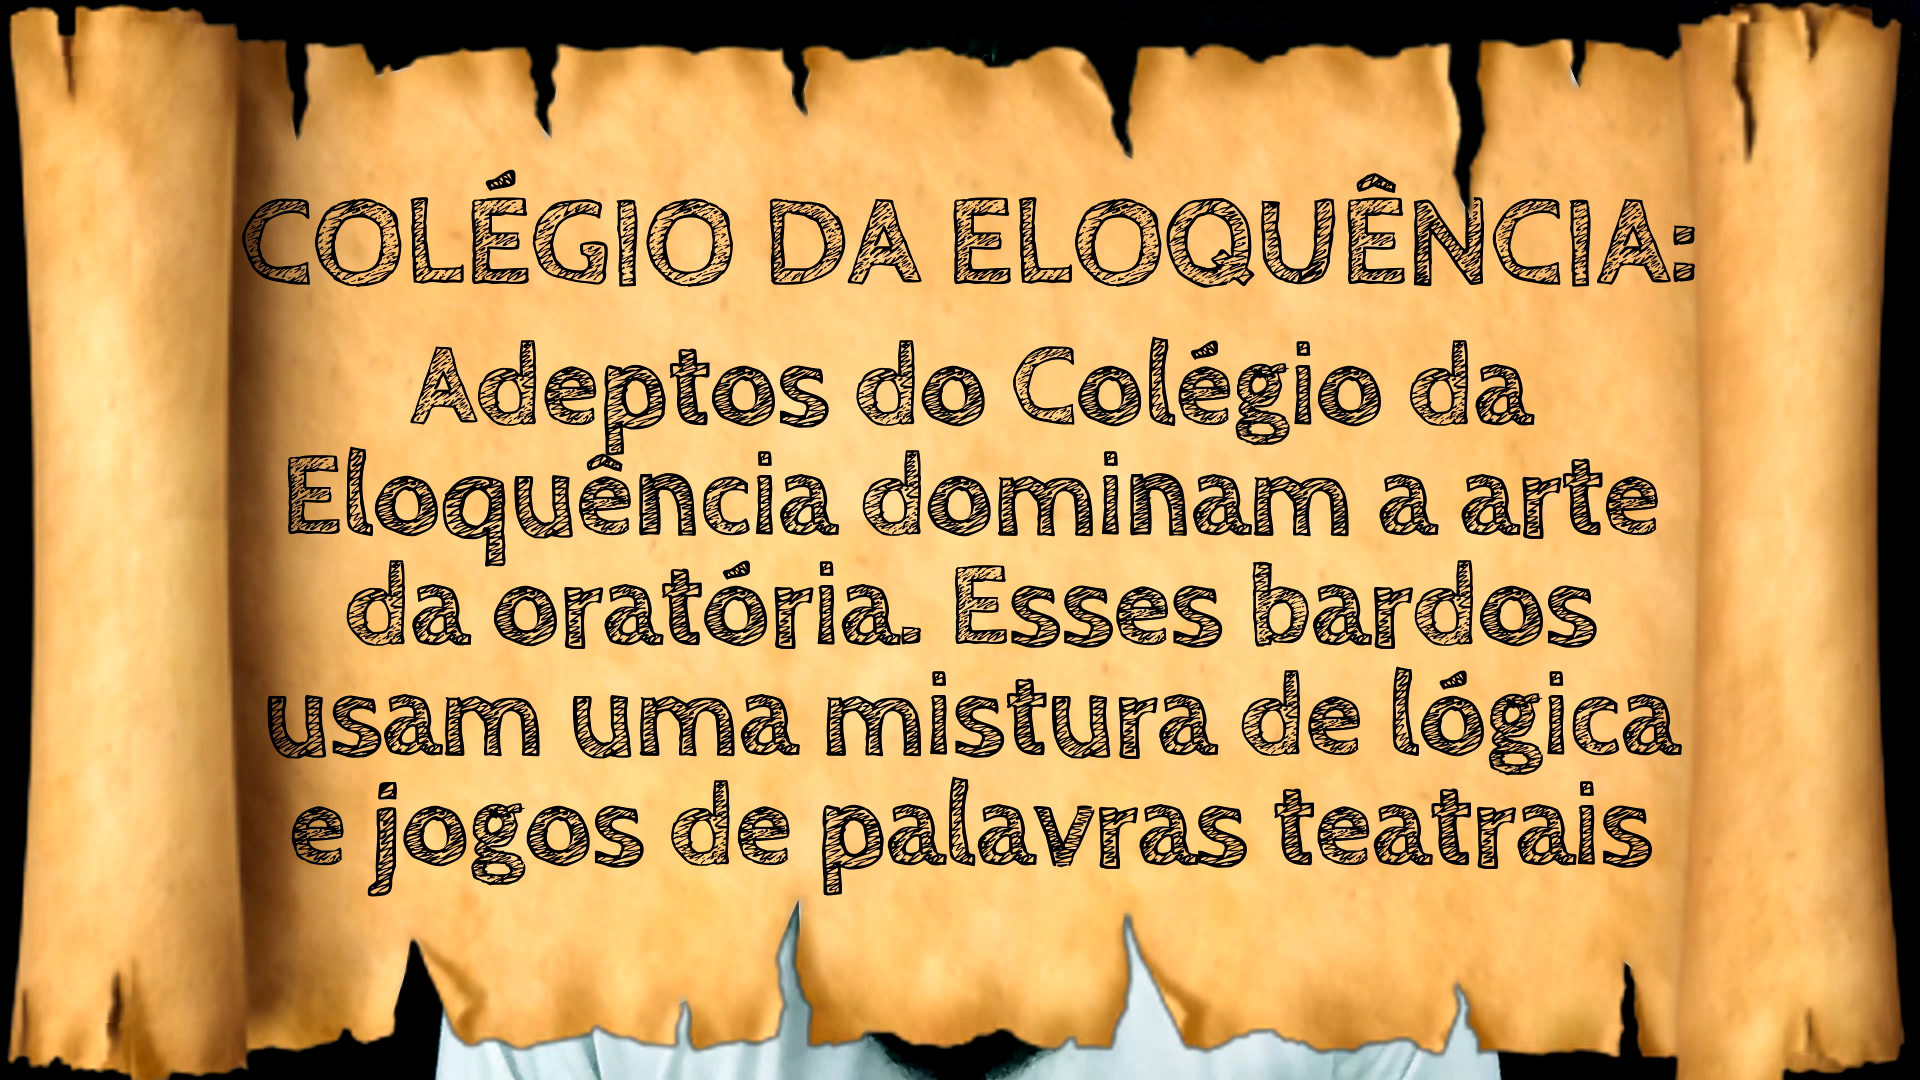 COLÉGIO DA ELOQUÊNCIA:
Adeptos do Colégio da
Eloquência dominam a arte
da oratória. Esses bardos
usam uma mistura de lógica
e jogos de palavras teatrais